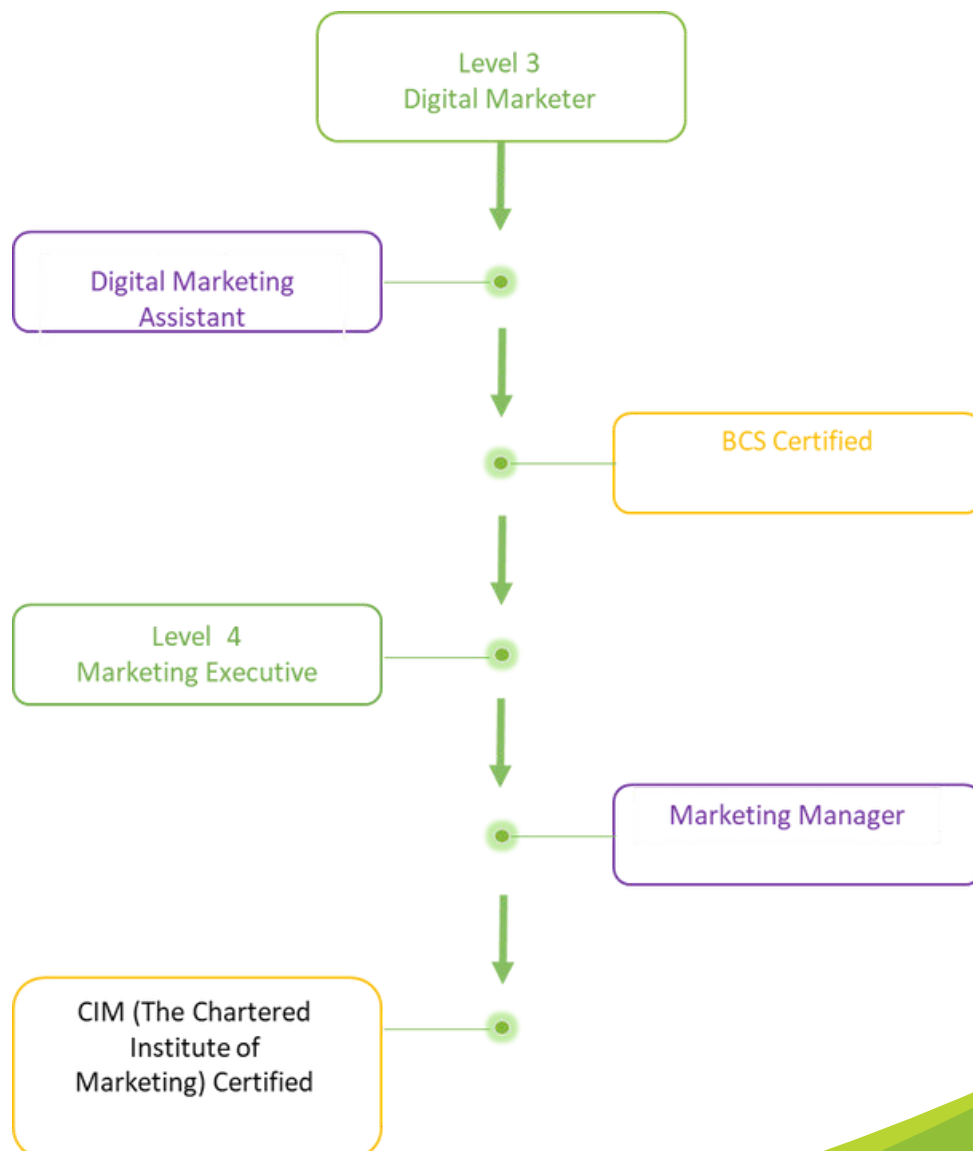 Level 3
Digital Marketer
Digital Marketing
Assistant
BCS Certified
Level 4
Marketing Executive
Marketing Manager
CIM (The Chartered
Institute of
Marketing) Certified